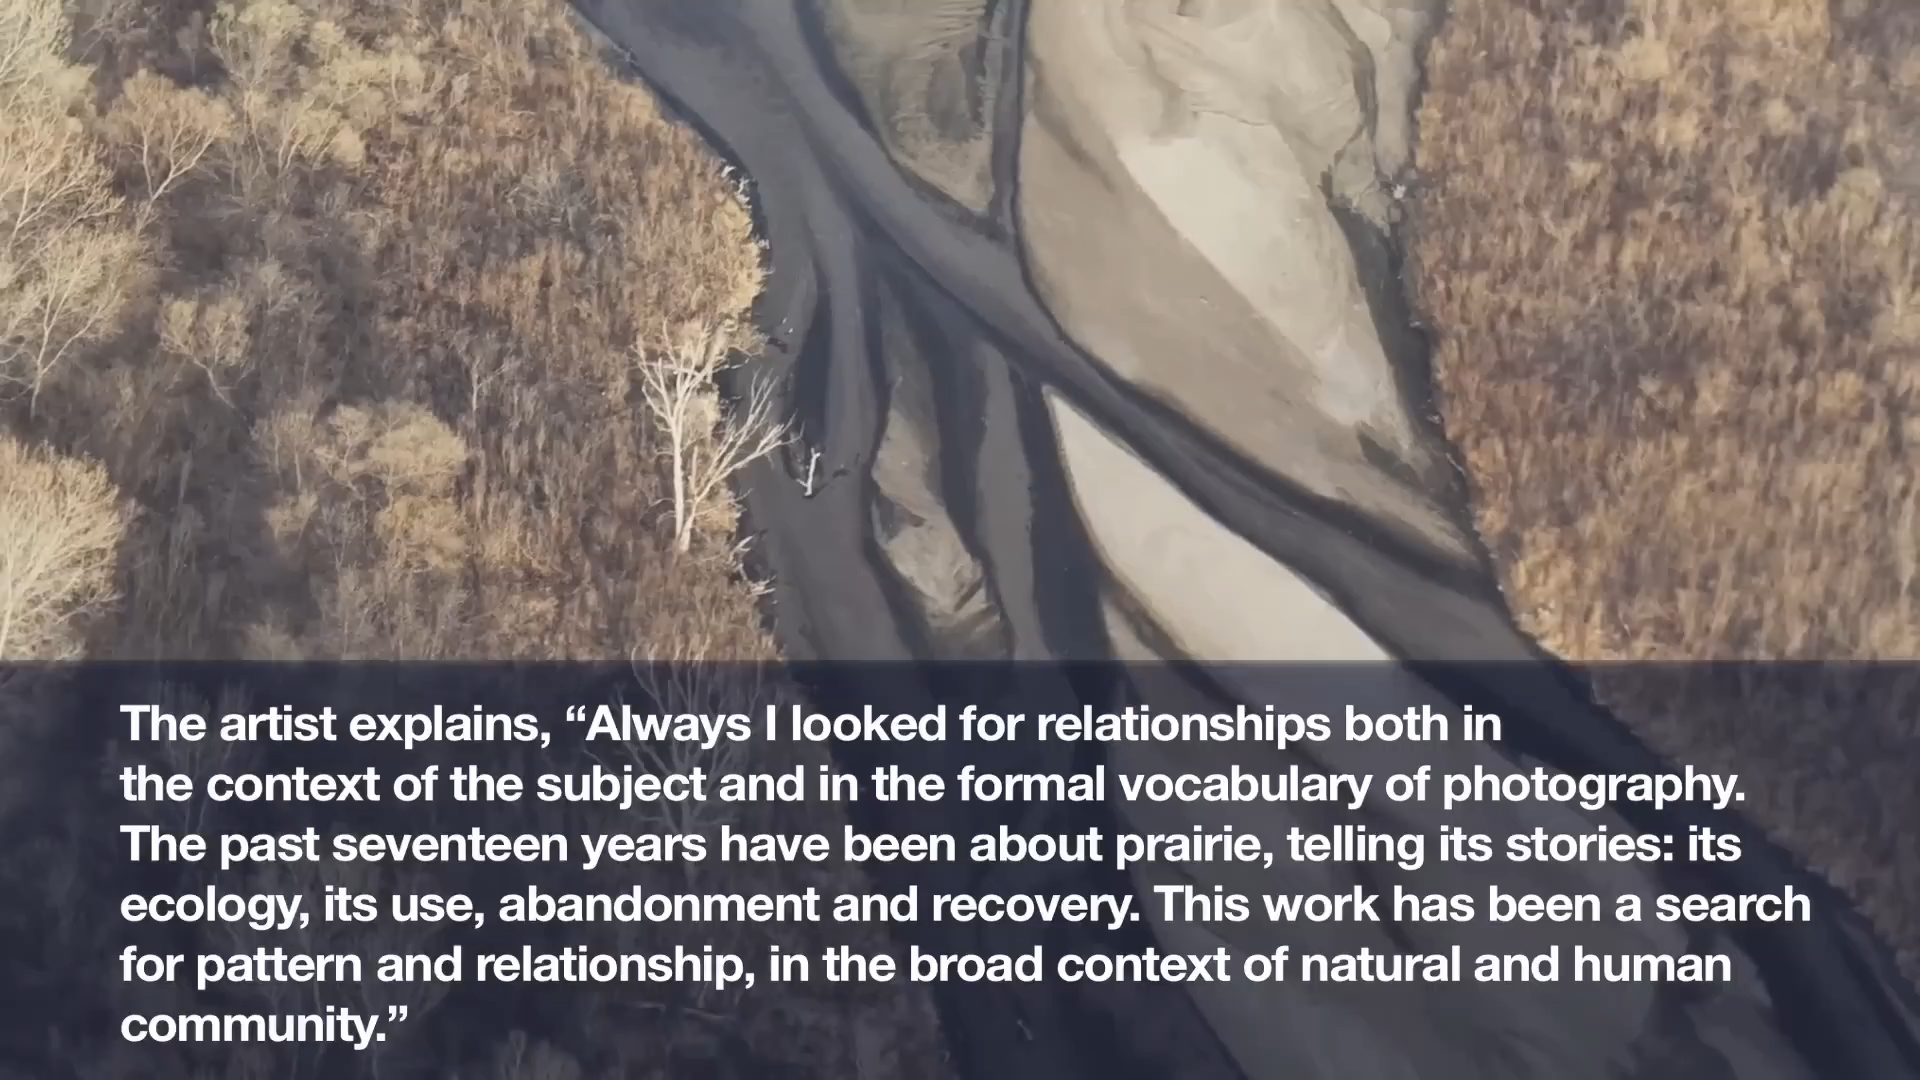 The artist explains, “Always I looked for relationships both in
the context of the subject and in the formal vocabulary of photography.
The past seventeen years have been about prairie, telling its stories: its
ecology, its use, abandonment and recovery. This work has been a search
for pattern and relationship, in the broad context of natural and human
community.”